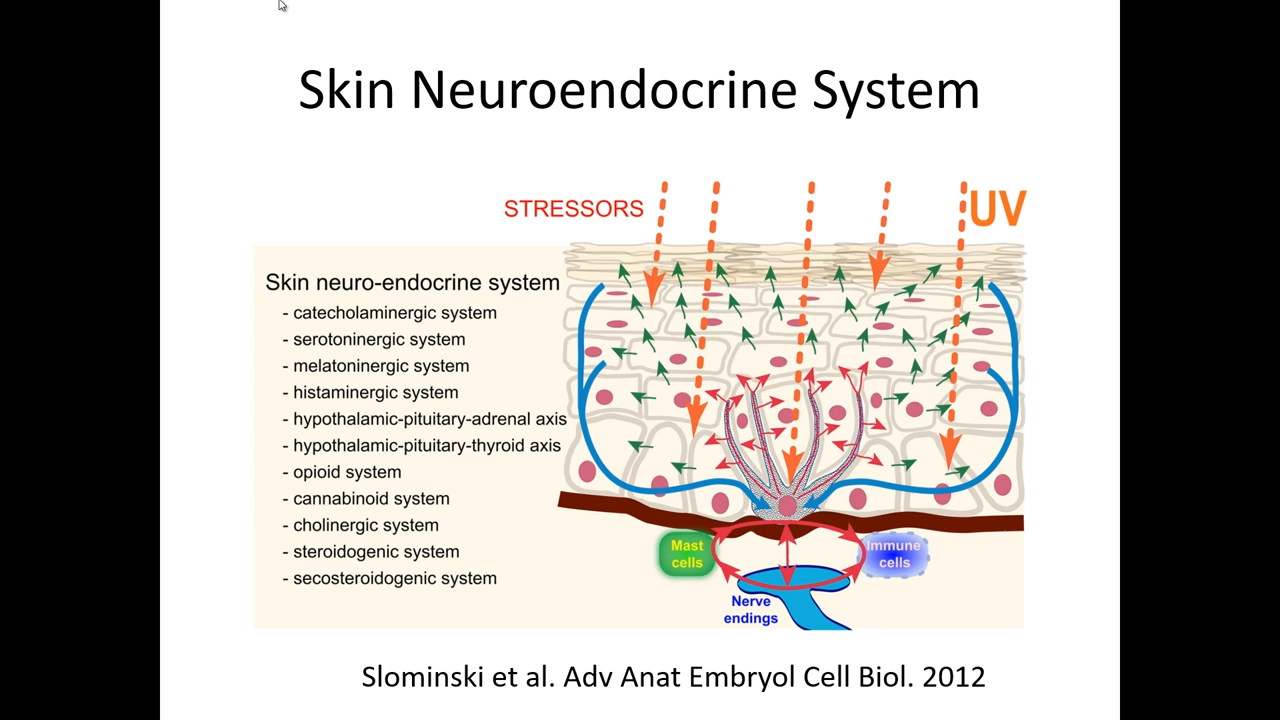 Skin Neuroendocrine System
STRESSORS
UV
Skin neuro-endocrine system
- catecholaminergic system
- serotoninergic system
- melatoninergic system
- histaminergic system
- hypothalamic-pituitary-adrenal axis
- hypothalamic-pituitary-thyroid axis
- opioid system
- cannabinoid system
- cholinergic system
- steroidogenic system
- secosteroidogenic system
Mast
cells
Immune
cells
Nerve
endings
Slominski et al. Adv Anat Embryol Cell Biol. 2012